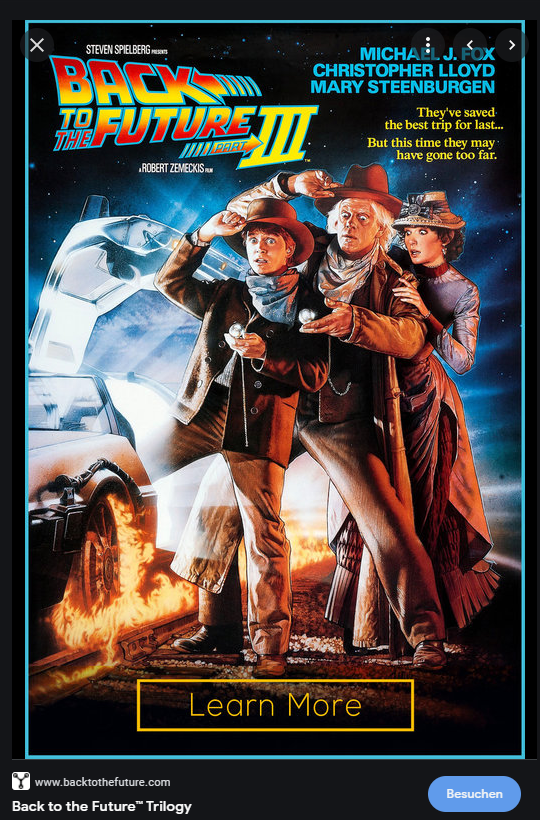 STEVEN SPIELBERG PRESENTS
BACK
TO THE FUTURE
PART III™
A ROBERT ZEMECKIS FILM
MICHAEL J. FOX
CHRISTOPHER LLOYD
MARY STEENBURGEN
They've saved
the best trip for last...
But this time they may
have gone too far.
Learn More
www.backtothefuture.com
Back to the Future™ Trilogy
Besuchen